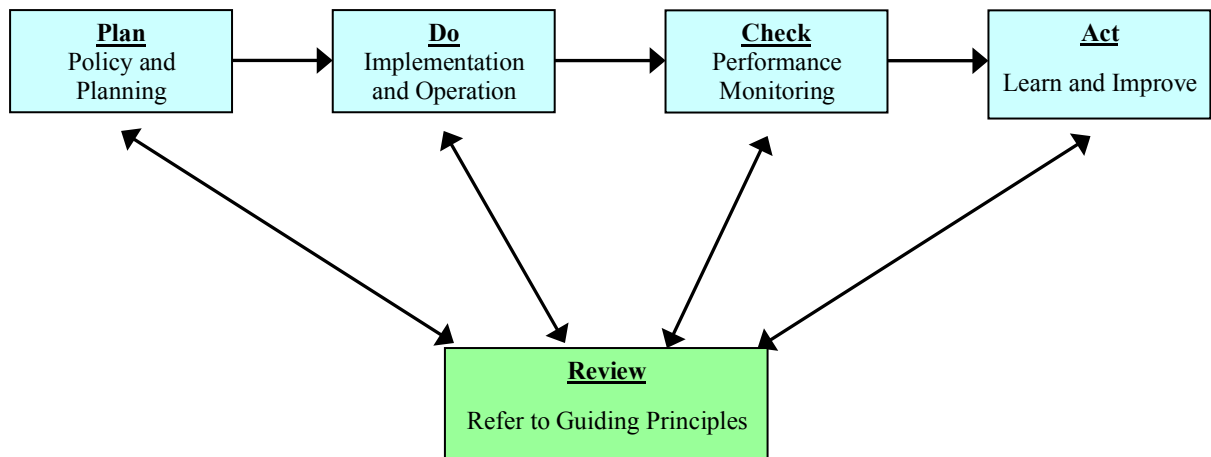 Plan
Policy and
Planning
Do
Implementation
and Operation
Check
Performance
Monitoring
Act
Learn and Improve
Review
Refer to Guiding Principles